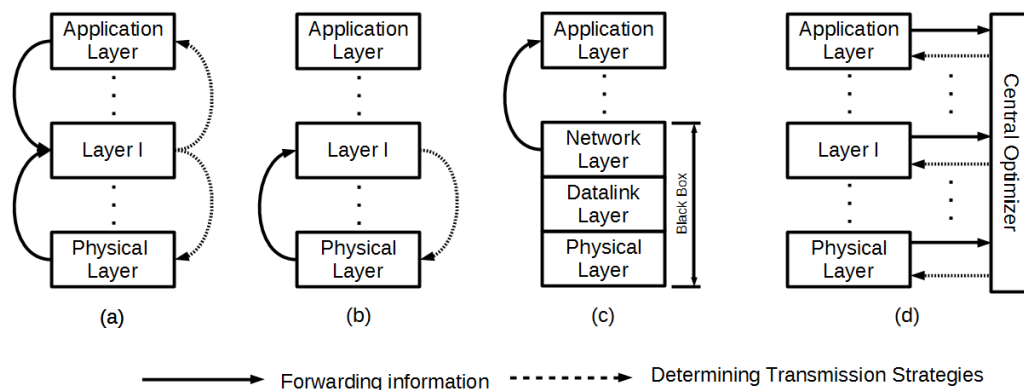 Application
Layer
Layer I
Physical
Layer
(a)
Application
Layer
Layer I
Physical
Layer
(b)
Application
Layer
Network
Layer
Datalink
Layer
Physical
Layer
Black Box
(c)
Application
Layer
Layer I
Physical
Layer
Central Optimizer
(d)
Forwarding information
Determining Transmission Strategies